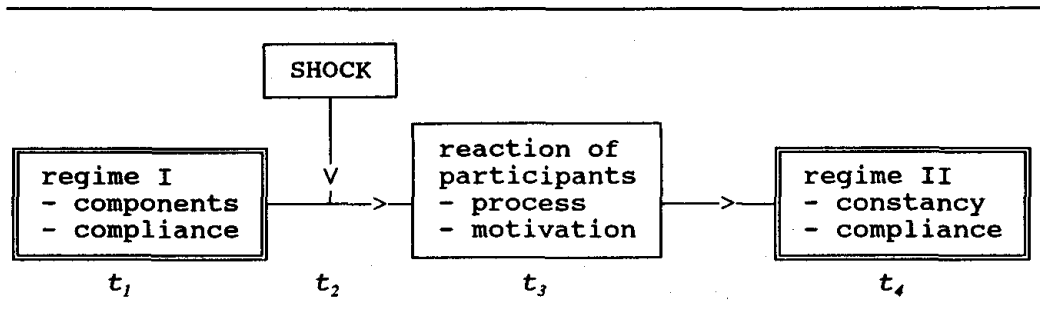 SHOCK
regime I
- components
- compliance
reaction of
participants
- process
- motivation
regime II
- constancy
- compliance
t₁
t₂
t₃
t₄